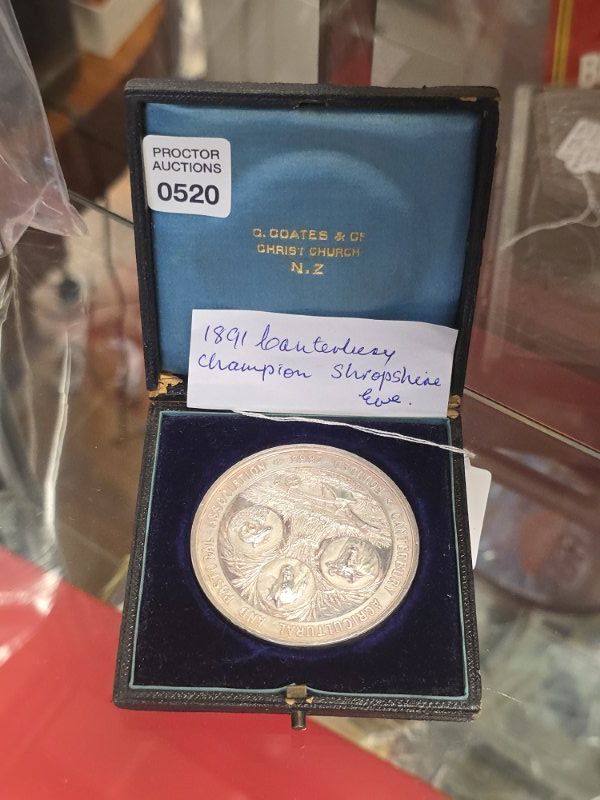 PROCTOR
AUCTIONS
0520
G. COATES & Co
CHRIST CHURCH
N.Z
1891 Canterbury
Champion Shropshire
Ewe.
CANTERBURY AGRICULTURAL AND PASTORAL ASSOCIATION